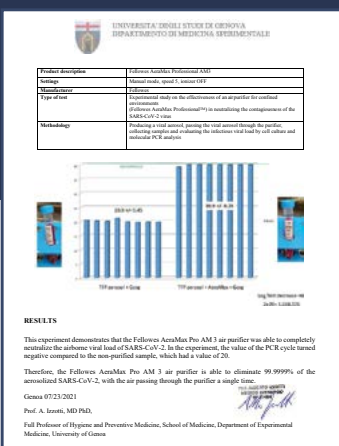 UNIVERSITA' DEGLI STUDI DI GENOVA
DIPARTIMENTO DI MEDICINA SPERIMENTALE
Product description Fellowes AeraMax Professional AM3
Settings Manual mode, speed 5, ionizer OFF
Manufacturer Fellowes
Type of test Experimental study on the effectiveness of an air purifier for confined
environments
(Fellowes AeraMax Professional™) in neutralizing the contagiousness of the
SARS-CoV-2 virus
Methodology Producing a viral aerosol, passing the viral aerosol through the purifier,
collecting samples and evaluating the infectious viral load by cell culture and
molecular PCR analysis
RESULTS
This experiment demonstrates that the Fellowes AeraMax Pro AM 3 air purifier was able to completely
neutralize the airborne viral load of SARS-CoV-2. In the experiment, the value of the PCR cycle turned
negative compared to the non-purified sample, which had a value of 20.
Therefore, the Fellowes AeraMax Pro AM 3 air purifier is able to eliminate 99.9999% of the
aerosolized SARS-CoV-2, with the air passing through the purifier a single time.
Genoa 07/23/2021
Prof. A. Izzotti, MD PhD,
Full Professor of Hygiene and Preventive Medicine, School of Medicine, Department of Experimental
Medicine, University of Genoa